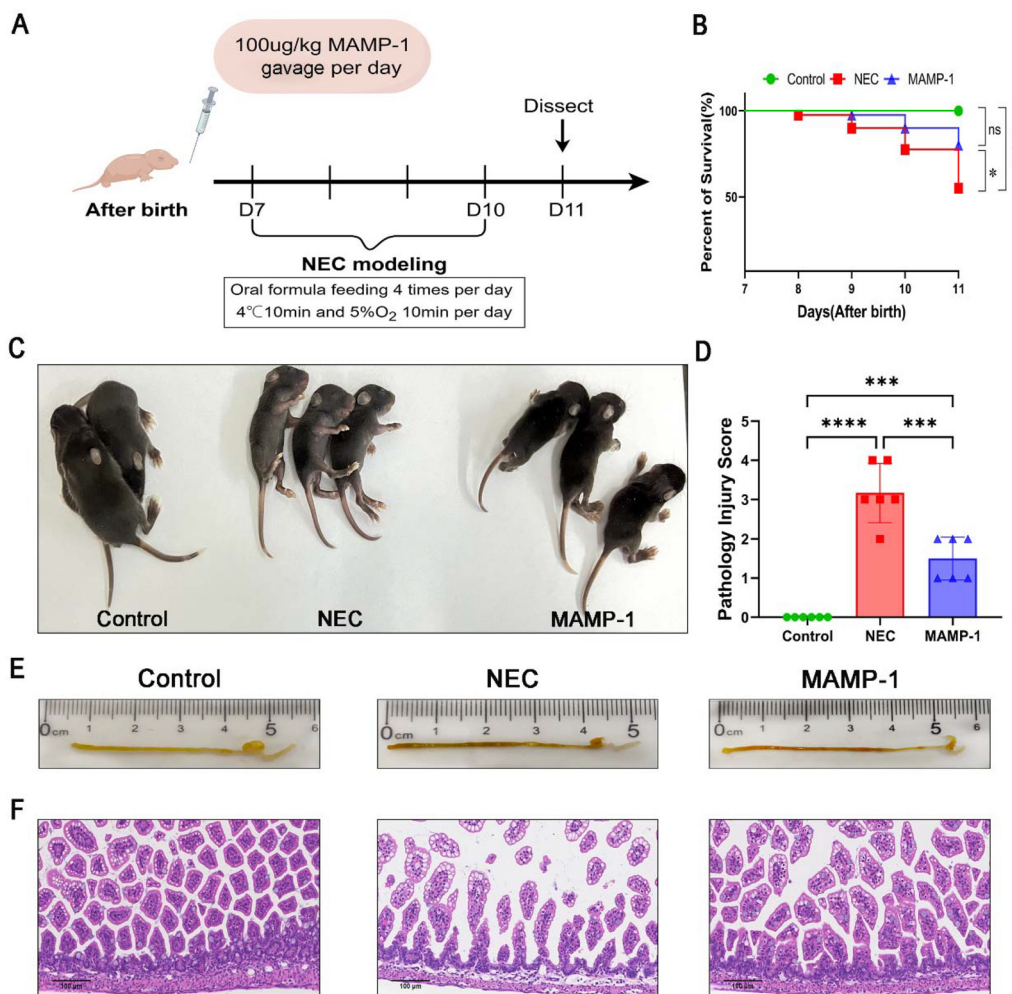 A
100ug/kg MAMP-1
gavage per day
Dissect
After birth
D7
D10
D11
NEC modeling
Oral formula feeding 4 times per day
4℃10min and 5%O₂ 10min per day
B
Control NEC MAMP-1
Percent of Survival(%)
100
50
ns
*
7 8 9 10 11
Days(After birth)
C
Control
NEC
MAMP-1
D
***
**** ***
Pathology Injury Score
5
4
3
2
1
0
Control NEC MAMP-1
E
Control
NEC
MAMP-1
0cm 1 2 3 4 5 6
0cm 1 2 3 4 5
0cm 1 2 3 4 5 6
F
100 μm
100 μm
100 μm